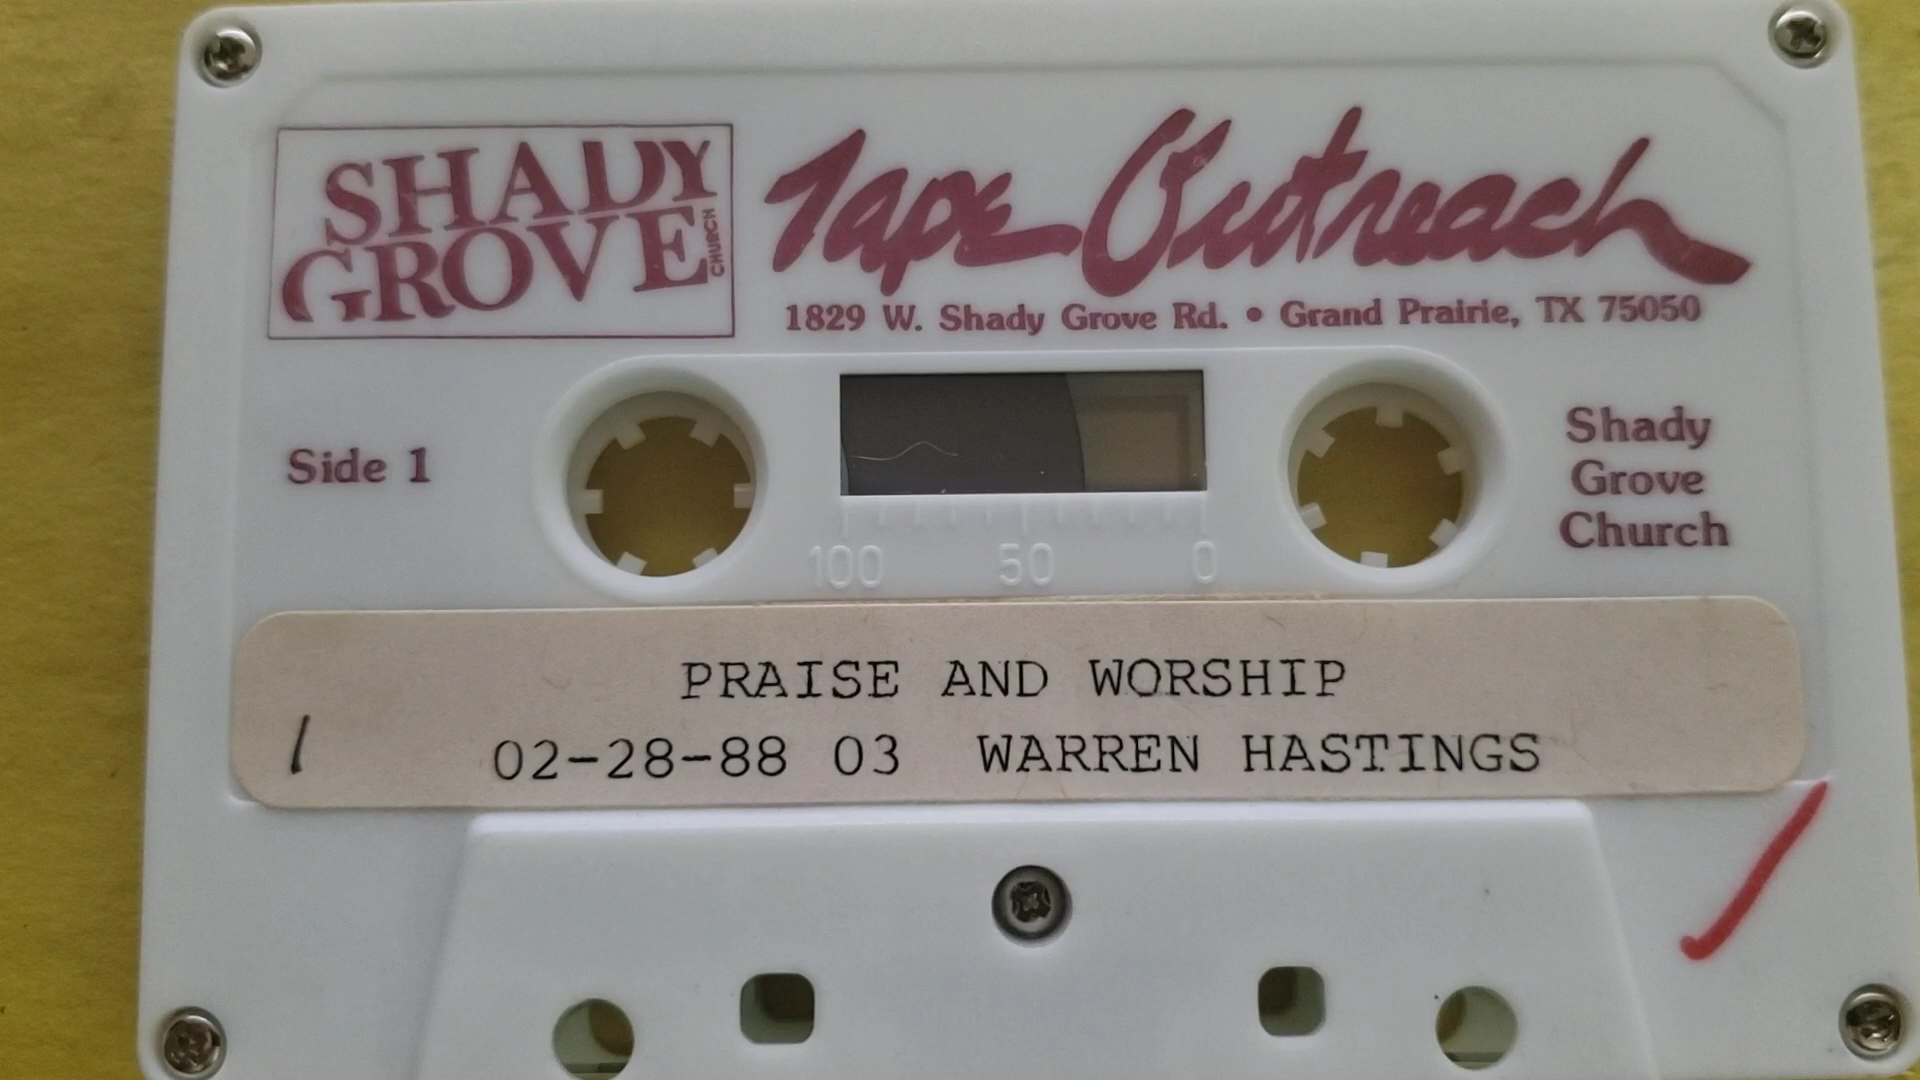 SHADY
GROVE
CHURCH
Tape Outreach
1829 W. Shady Grove Rd. • Grand Prairie, TX 75050
Side 1
Shady
Grove
Church
100 50 0
PRAISE AND WORSHIP
/ 02-28-88 03 WARREN HASTINGS